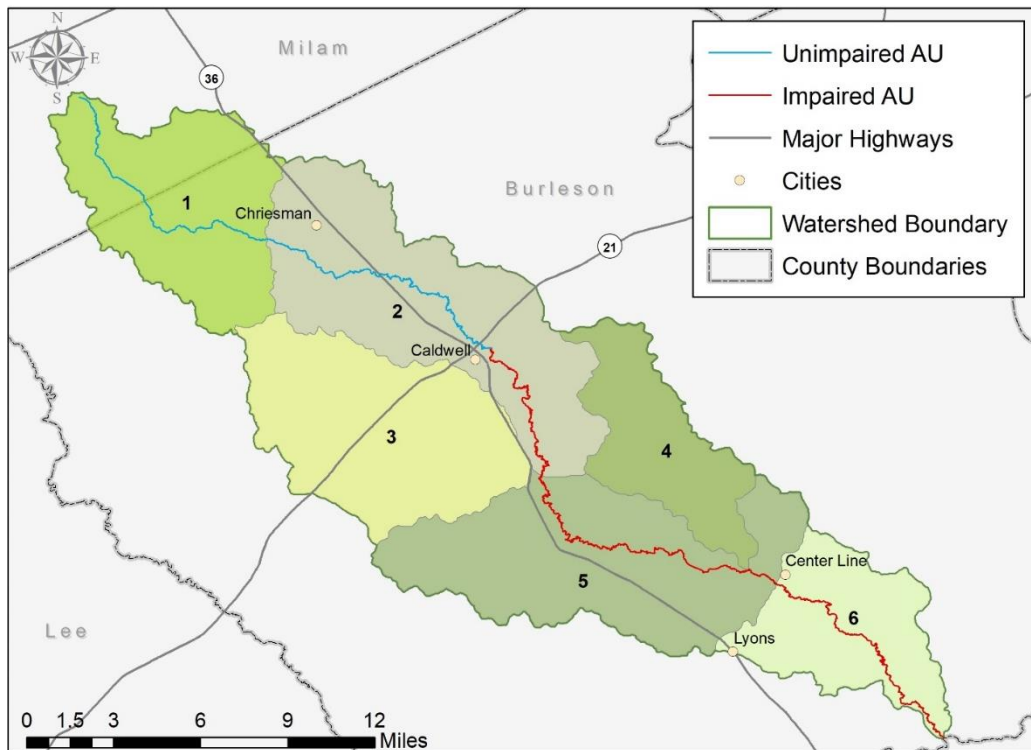 N
W E
S
Milam
36
Burleson
21
Lee
Chriesman
Caldwell
Center Line
Lyons
1
2
3
4
5
6
Unimpaired AU
Impaired AU
Major Highways
Cities
Watershed Boundary
County Boundaries
0 1.5 3 6 9 12
Miles